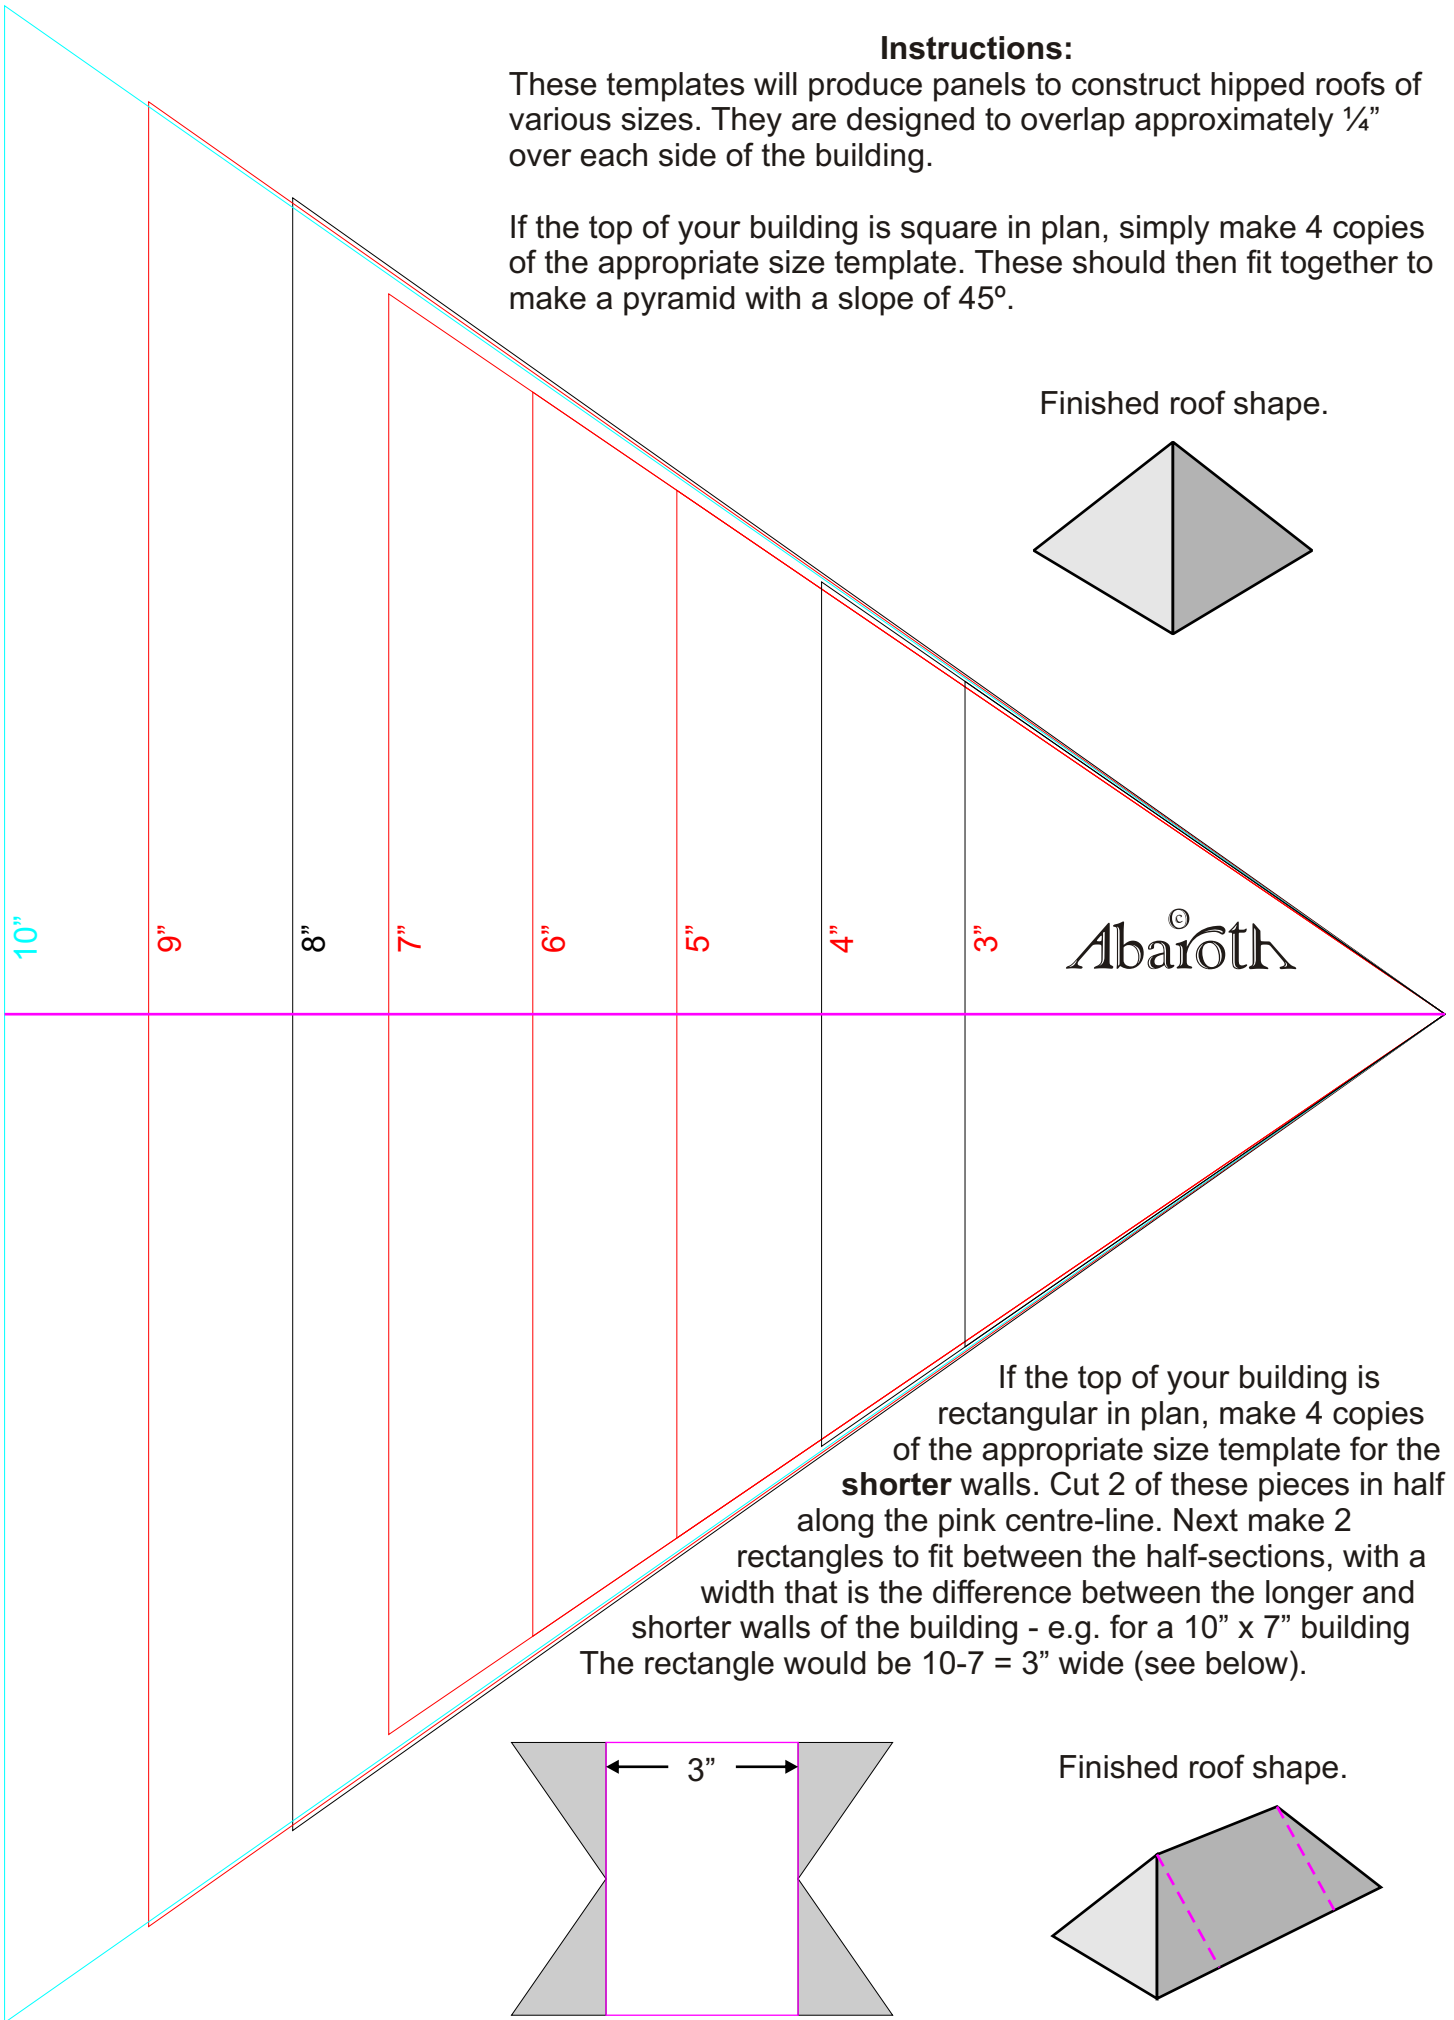 Instructions:
These templates will produce panels to construct hipped roofs of
various sizes. They are designed to overlap approximately ¼”
over each side of the building.
If the top of your building is square in plan, simply make 4 copies
of the appropriate size template. These should then fit together to
make a pyramid with a slope of 45º.
Finished roof shape.
10”
9”
8”
7”
6”
5”
4”
3”
©
Abaroth
If the top of your building is
rectangular in plan, make 4 copies
of the appropriate size template for the
shorter walls. Cut 2 of these pieces in half
along the pink centre-line. Next make 2
rectangles to fit between the half-sections, with a
width that is the difference between the longer and
shorter walls of the building - e.g. for a 10” x 7” building
The rectangle would be 10-7 = 3” wide (see below).
3”
Finished roof shape.